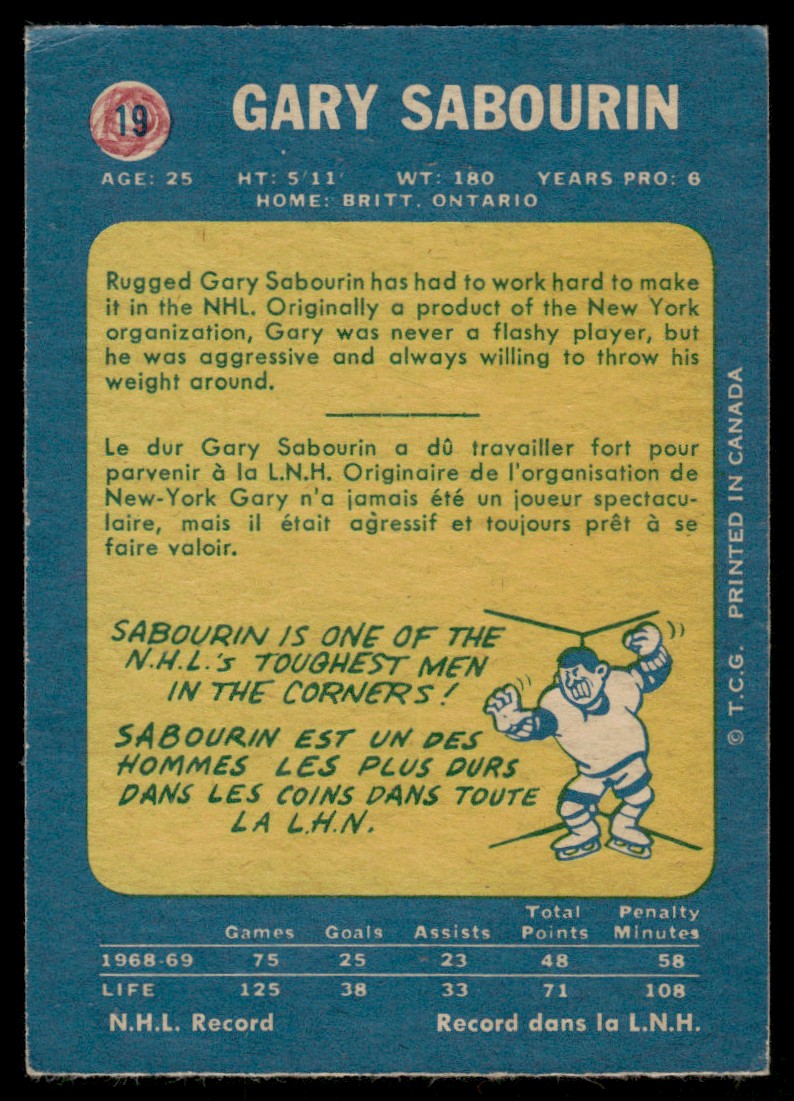 19
GARY SABOURIN
AGE: 25 HT: 5'11' WT: 180 YEARS PRO: 6
HOME: BRITT. ONTARIO
Rugged Gary Sabourin has had to work hard to make
it in the NHL. Originally a product of the New York
organization, Gary was never a flashy player, but
he was aggressive and always willing to throw his
weight around.
Le dur Gary Sabourin a dû travailler fort pour
parvenir à la L.N.H. Originaire de l'organisation de
New-York Gary n'a jamais été un joueur spectacu-
laire, mais il était agressif et toujours prêt à se
faire valoir.
SABOURIN IS ONE OF THE
N.H.L.'s TOUGHEST MEN
IN THE CORNERS!
SABOURIN EST UN DES
HOMMES LES PLUS DURS
DANS LES COINS DANS TOUTE
LA L.H.N.
© T.C.G. PRINTED IN CANADA
Games Goals Assists Total Points Penalty Minutes
1968-69 75 25 23 48 58
LIFE 125 38 33 71 108
N.H.L. Record Record dans la L.N.H.